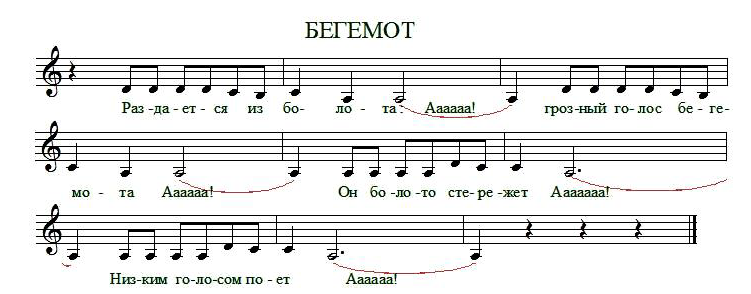 БЕГЕМОТ
Раз-да-ет-ся из бо- ло-та: Аааааа! гроз-ный го-лос бе-ге-
мо-та Аааааа! Он бо-ло-то сте-ре-жет Ааааааа!
Низ-ким го-ло-сом по-ет Аааааа!